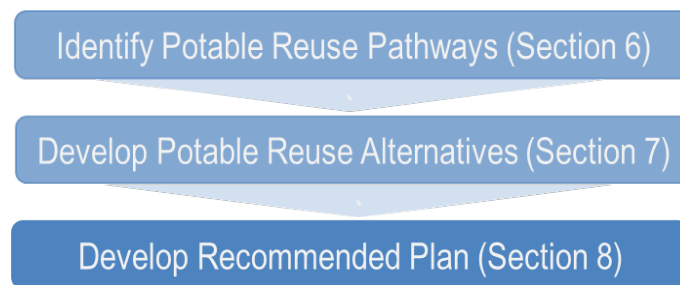 Identify Potable Reuse Pathways (Section 6)
Develop Potable Reuse Alternatives (Section 7)
Develop Recommended Plan (Section 8)